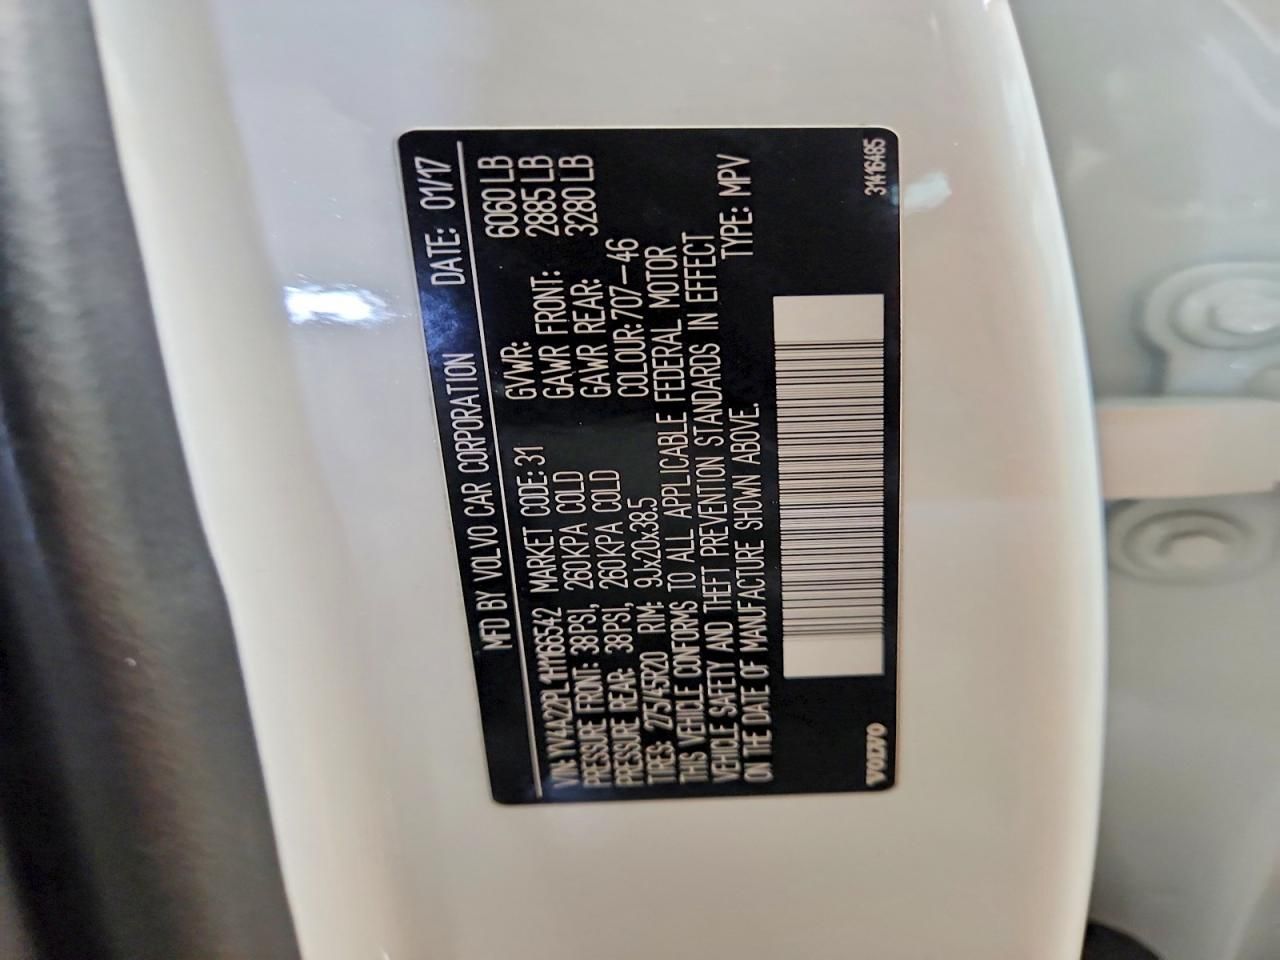 MFD BY VOLVO CAR CORPORATION DATE: 01/17
VIN: YV4A22PL1H1166542 MARKET CODE: 31 GVWR: 6060 LB
PRESSURE FRONT: 38PSI, 260KPA COLD GAWR FRONT: 2885 LB
PRESSURE REAR: 38PSI, 260KPA COLD GAWR REAR: 3280 LB
TIRES: 275/45R20 RIM: 9Jx20x38.5 COLOUR: 707-46
THIS VEHICLE CONFORMS TO ALL APPLICABLE FEDERAL MOTOR
VEHICLE SAFETY AND THEFT PREVENTION STANDARDS IN EFFECT
ON THE DATE OF MANUFACTURE SHOWN ABOVE. TYPE: MPV
VOLVO 31416485